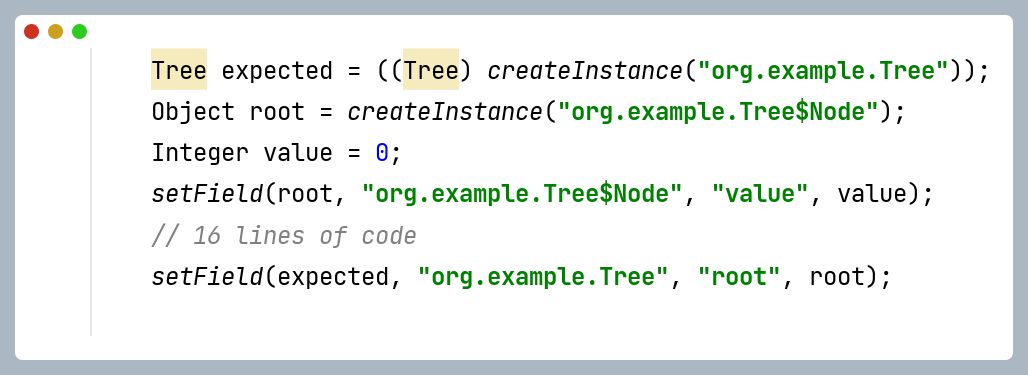 Tree expected = ((Tree) createInstance("org.example.Tree"));
Object root = createInstance("org.example.Tree$Node");
Integer value = 0;
setField(root, "org.example.Tree$Node", "value", value);
// 16 lines of code
setField(expected, "org.example.Tree", "root", root);